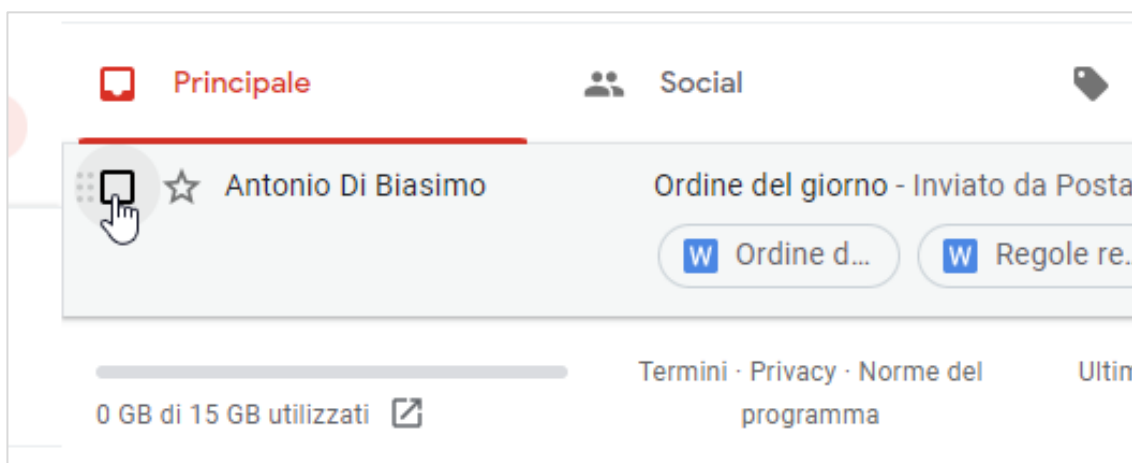 Principale
Social
Antonio Di Biasimo
Ordine del giorno - Inviato da Posta
W Ordine d...
W Regole re..
Termini · Privacy · Norme del
programma
0 GB di 15 GB utilizzati